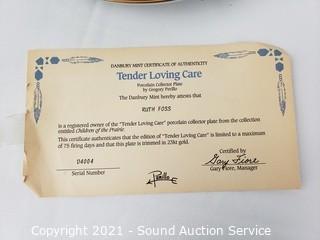 DANBURY MINT CERTIFICATE OF AUTHENTICITY
Tender Loving Care
Porcelain Collector Plate
by Gregory Perillo
The Danbury Mint hereby attests that
RUTH FOSS
is a registered owner of the "Tender Loving Care" porcelain collector plate from the collection
entitled Children of the Prairie.
This certificate authenticates that the edition of "Tender Loving Care" is limited to a maximum
of 75 firing days and that this plate is trimmed in 23kt gold.
D4004
Serial Number
Perillo
Certified by
Gary Fiore
Gary Fiore, Manager
Copyright © 2021 - Sound Auction Service